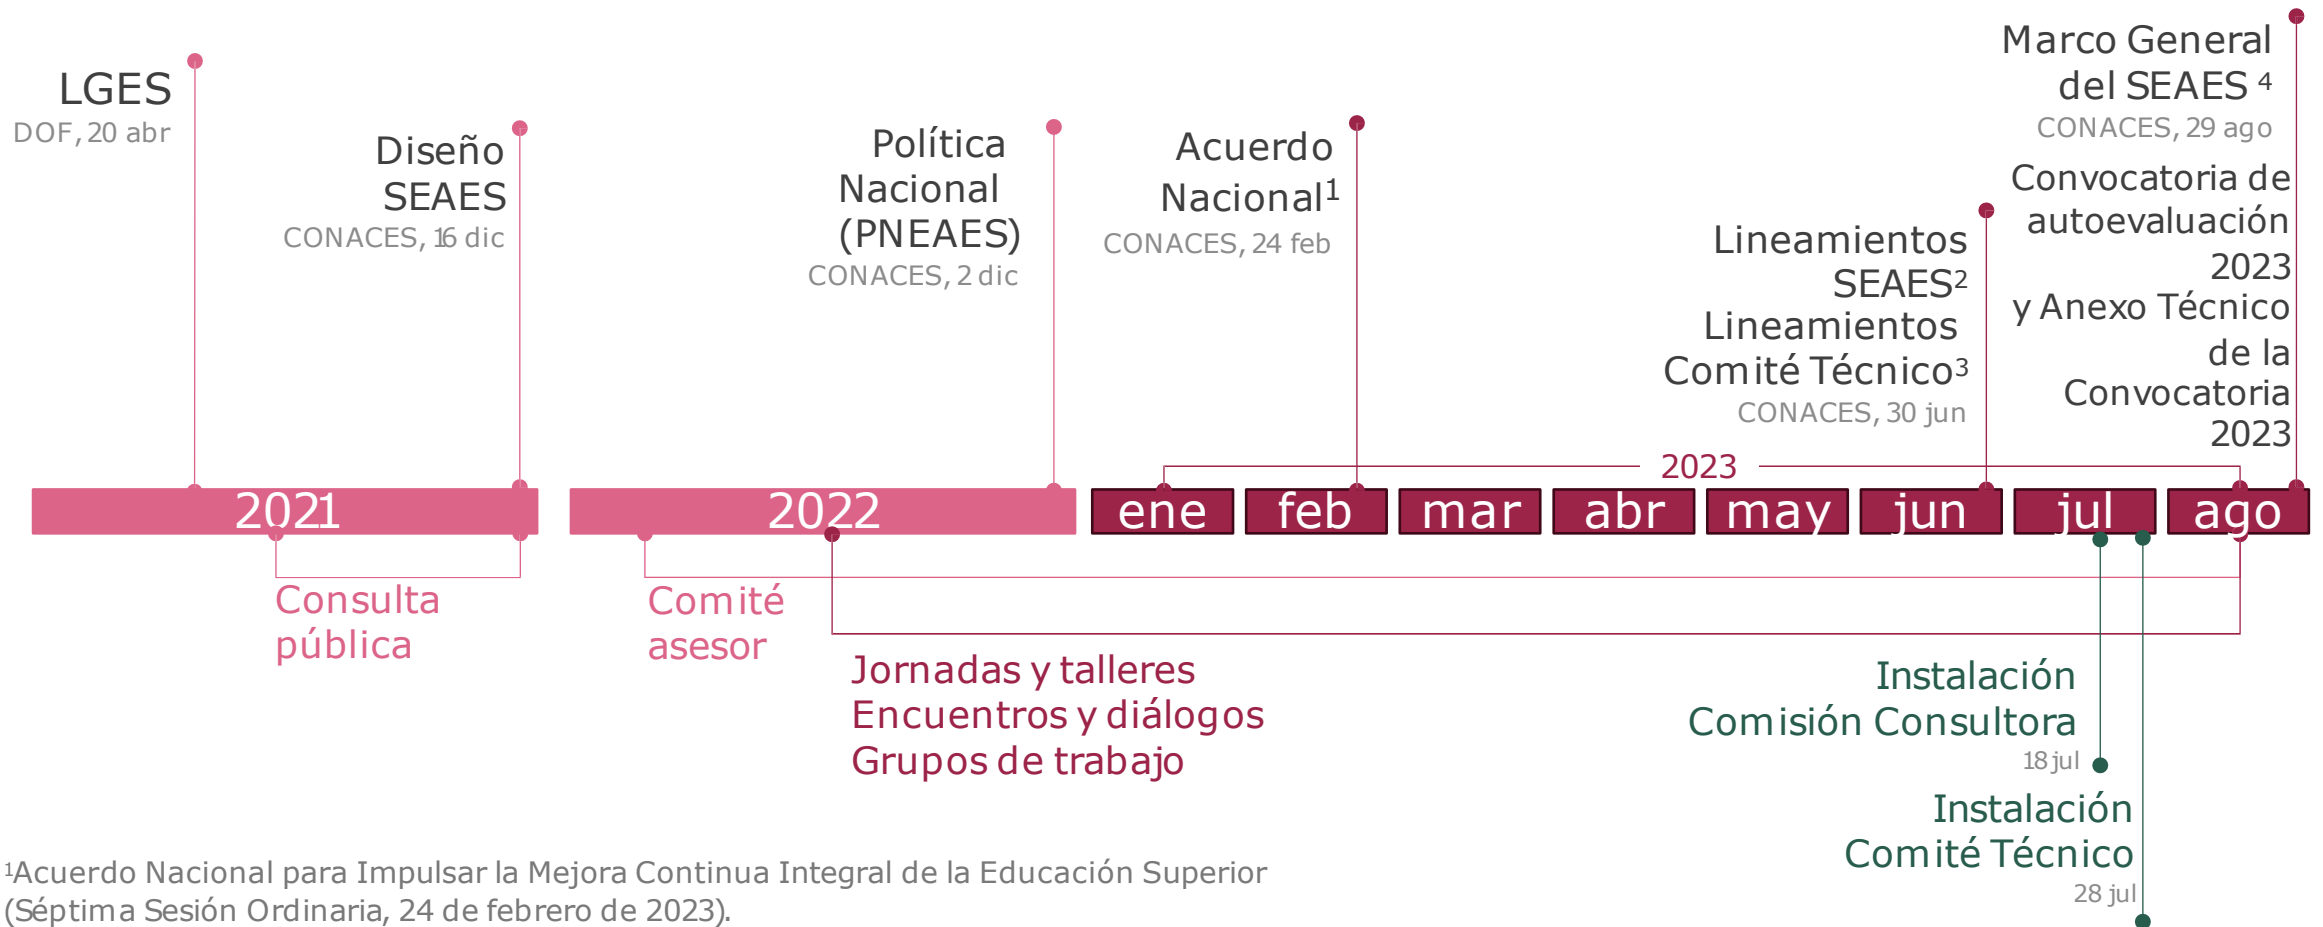 LGES
DOF, 20 abr
Diseño
SEAES
CONACES, 16 dic
Política
Nacional
(PNEAES)
CONACES, 2 dic
Acuerdo
Nacional¹
CONACES, 24 feb
Lineamientos
SEAES²
Lineamientos
Comité Técnico³
CONACES, 30 jun
Marco General
del SEAES ⁴
CONACES, 29 ago
Convocatoria de
autoevaluación
2023
y Anexo Técnico
de la
Convocatoria
2023
2023
2021
2022
ene
feb
mar
abr
may
jun
jul
ago
Consulta
pública
Comité
asesor
Jornadas y talleres
Encuentros y diálogos
Grupos de trabajo
Instalación
Comisión Consultora
18 jul
Instalación
Comité Técnico
28 jul
¹Acuerdo Nacional para Impulsar la Mejora Continua Integral de la Educación Superior
(Séptima Sesión Ordinaria, 24 de febrero de 2023).